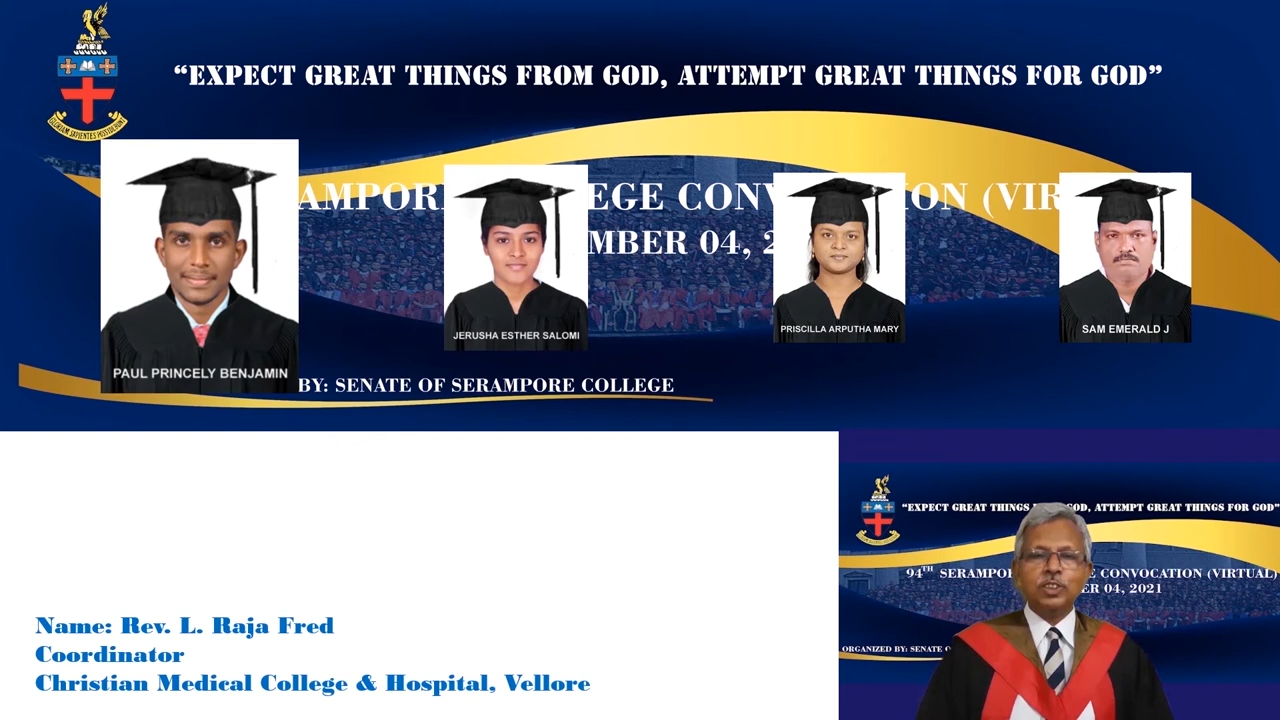 “EXPECT GREAT THINGS FROM GOD, ATTEMPT GREAT THINGS FOR GOD”
PAUL PRINCELY BENJAMIN
JERUSHA ESTHER SALOMI
PRISCILLA ARPUTHA MARY
SAM EMERALD J
04,
BY: SENATE OF SERAMPORE COLLEGE
Name: Rev. L. Raja Fred
Coordinator
Christian Medical College & Hospital, Vellore
“EXPECT GREAT THINGS GOD, ATTEMPT GREAT THINGS FOR GOD”
94TH CONVOCATION (VIRTUAL)
04, 2021
ORGANIZED BY: SENATE